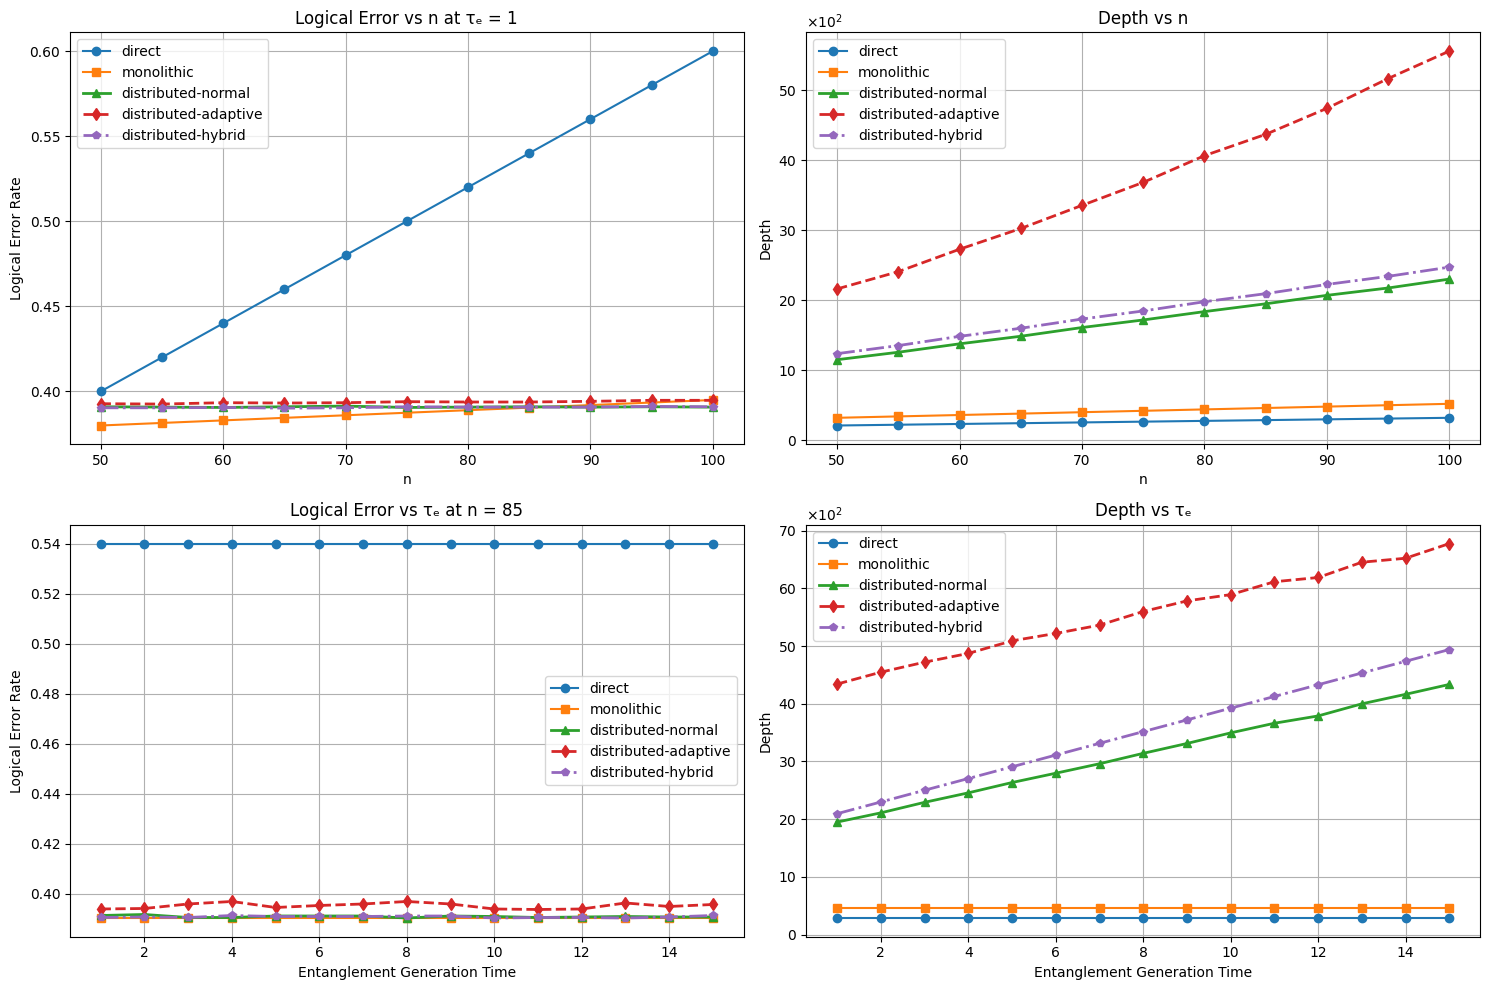 Logical Error vs n at τₑ = 1
0.60
0.55
0.50
0.45
0.40
Logical Error Rate
direct
monolithic
distributed-normal
distributed-adaptive
distributed-hybrid
50 60 70 80 90 100
n
Depth vs n
×10²
50
40
30
20
10
0
Depth
direct
monolithic
distributed-normal
distributed-adaptive
distributed-hybrid
50 60 70 80 90 100
n
Logical Error vs τₑ at n = 85
0.54
0.52
0.50
0.48
0.46
0.44
0.42
0.40
Logical Error Rate
direct
monolithic
distributed-normal
distributed-adaptive
distributed-hybrid
2 4 6 8 10 12 14
Entanglement Generation Time
Depth vs τₑ
×10²
70
60
50
40
30
20
10
0
Depth
direct
monolithic
distributed-normal
distributed-adaptive
distributed-hybrid
2 4 6 8 10 12 14
Entanglement Generation Time